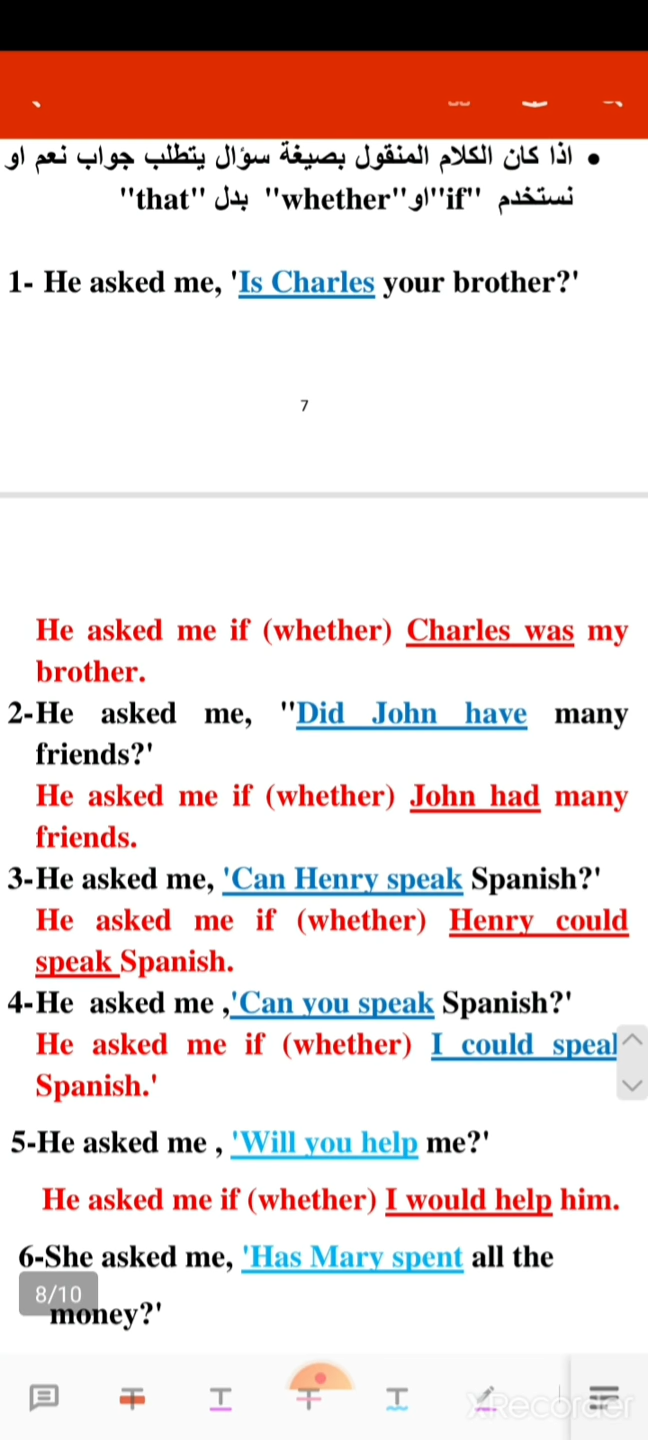 • اذا كان الكلام المنقول بصيغة سؤال يتطلب جواب نعم او
نستخدم "if"او"whether" بدل "that"
1- He asked me, 'Is Charles your brother?'
7
He asked me if (whether) Charles was my
brother.
2-He asked me, "Did John have many
friends?'
He asked me if (whether) John had many
friends.
3-He asked me, 'Can Henry speak Spanish?'
He asked me if (whether) Henry could
speak Spanish.
4-He asked me ,'Can you speak Spanish?'
He asked me if (whether) I could
Spanish.'
5-He asked me , 'Will you help me?'
He asked me if (whether) I would help him.
6-She asked me, 'Has Mary spent all the
8/10
money?'
XRecorder